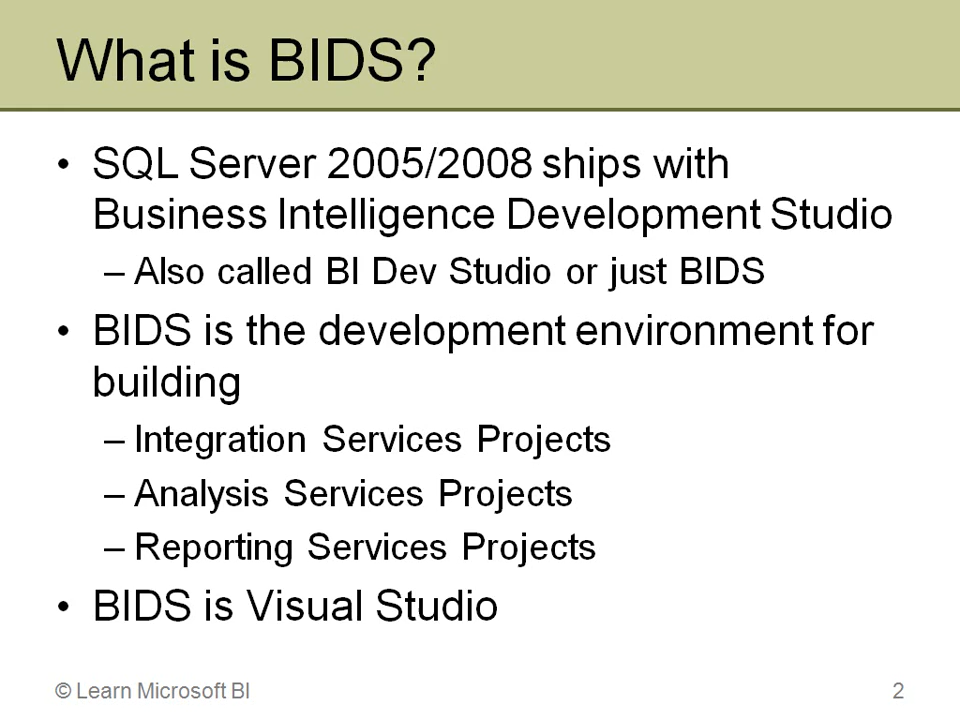 What is BIDS?
• SQL Server 2005/2008 ships with
Business Intelligence Development Studio
– Also called BI Dev Studio or just BIDS
• BIDS is the development environment for
building
– Integration Services Projects
– Analysis Services Projects
– Reporting Services Projects
• BIDS is Visual Studio
© Learn Microsoft BI
2